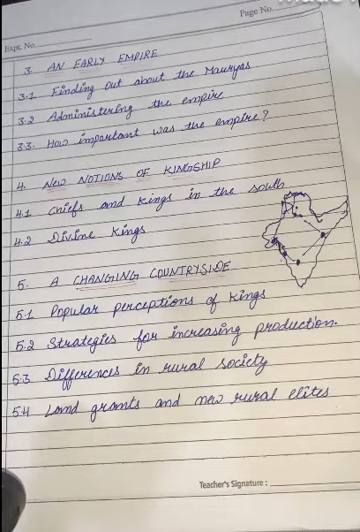 Page No.
Expt. No.
3. AN EARLY EMPIRE
3.1 Finding out about the Mauryas
3.2 Administering the empire
3.3. How important was the empire?
4. NEW NOTIONS OF KINGSHIP
4.1 Chiefs and kings in the south
4.2 Divine Kings
5. A CHANGING COUNTRYSIDE
5.1 Popular perceptions of Kings
5.2 Strategies for increasing production.
5.3 Differences in rural society
5.4 Land grants and new rural elites
Teacher's Signature :